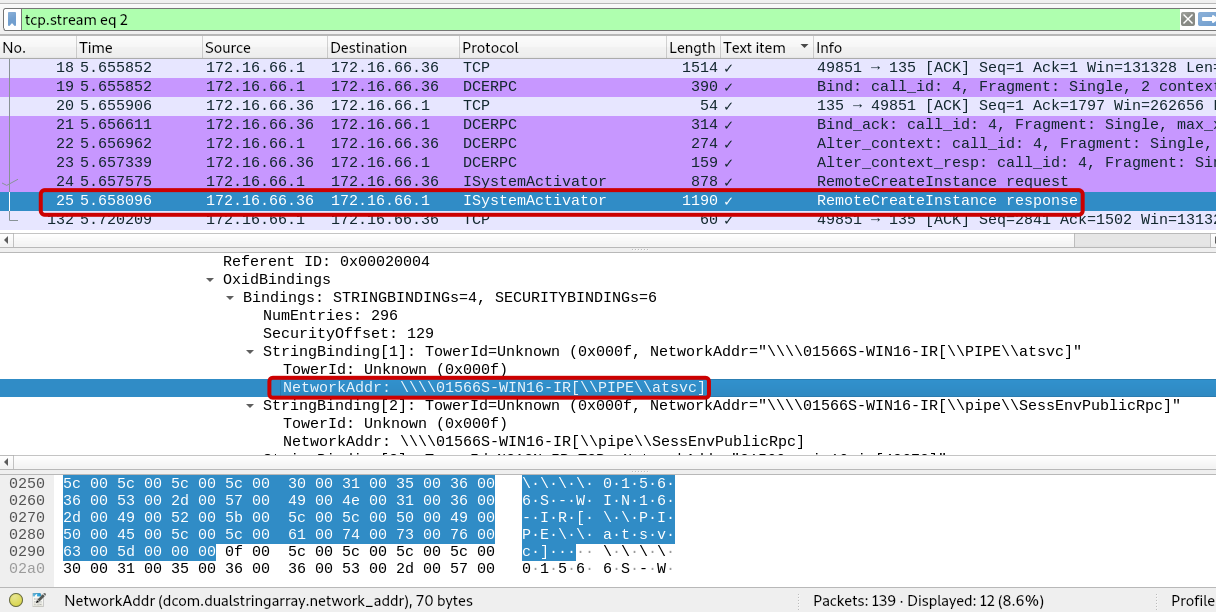 tcp.stream eq 2
No. Time Source Destination Protocol Length Text item Info
18 5.655852 172.16.66.1 172.16.66.36 TCP 1514 ✓ 49851 → 135 [ACK] Seq=1 Ack=1 Win=131328 Len=
19 5.655852 172.16.66.1 172.16.66.36 DCERPC 390 ✓ Bind: call_id: 4, Fragment: Single, 2 context
20 5.655906 172.16.66.36 172.16.66.1 TCP 54 ✓ 135 → 49851 [ACK] Seq=1 Ack=1797 Win=262656
21 5.656611 172.16.66.36 172.16.66.1 DCERPC 314 ✓ Bind_ack: call_id: 4, Fragment: Single, max_x
22 5.656962 172.16.66.1 172.16.66.36 DCERPC 274 ✓ Alter_context: call_id: 4, Fragment: Single,
23 5.657339 172.16.66.36 172.16.66.1 DCERPC 159 ✓ Alter_context_resp: call_id: 4, Fragment: Sin
24 5.657575 172.16.66.1 172.16.66.36 ISystemActivator 878 ✓ RemoteCreateInstance request
25 5.658096 172.16.66.36 172.16.66.1 ISystemActivator 1190 ✓ RemoteCreateInstance response
132 5.720209 172.16.66.1 172.16.66.36 TCP 60 ✓ 49851 → 135 [ACK] Seq=2841 Ack=1502 Win=1313
Referent ID: 0x00020004
OxidBindings
Bindings: STRINGBINDINGs=4, SECURITYBINDINGs=6
NumEntries: 296
SecurityOffset: 129
StringBinding[1]: TowerId=Unknown (0x000f, NetworkAddr="\\\\01566S-WIN16-IR[\\PIPE\\atsvc]"
TowerId: Unknown (0x000f)
NetworkAddr: \\\\01566S-WIN16-IR[\\PIPE\\atsvc]
StringBinding[2]: TowerId=Unknown (0x000f, NetworkAddr="\\\\01566S-WIN16-IR[\\pipe\\SessEnvPublicRpc]"
TowerId: Unknown (0x000f)
NetworkAddr: \\\\01566S-WIN16-IR[\\pipe\\SessEnvPublicRpc]
0250 5c 00 5c 00 5c 00 5c 00 30 00 31 00 35 00 36 00 \·\·\·\· 0·1·5·6·
0260 36 00 53 00 2d 00 57 00 49 00 4e 00 31 00 36 00 6·S·-·W· I·N·1·6·
0270 2d 00 49 00 52 00 5b 00 5c 00 5c 00 50 00 49 00 -·I·R·[· \·\·P·I·
0280 50 00 45 00 5c 00 5c 00 61 00 74 00 73 00 76 00 P·E·\·\· a·t·s·v·
0290 63 00 5d 00 00 00 0f 00 5c 00 5c 00 5c 00 5c 00 c·]····· \·\·\·\·
02a0 30 00 31 00 35 00 36 00 36 00 53 00 2d 00 57 00 0·1·5·6· 6·S·-·W·
NetworkAddr (dcom.dualstringarray.network_addr), 70 bytes Packets: 139 · Displayed: 12 (8.6%) Profile